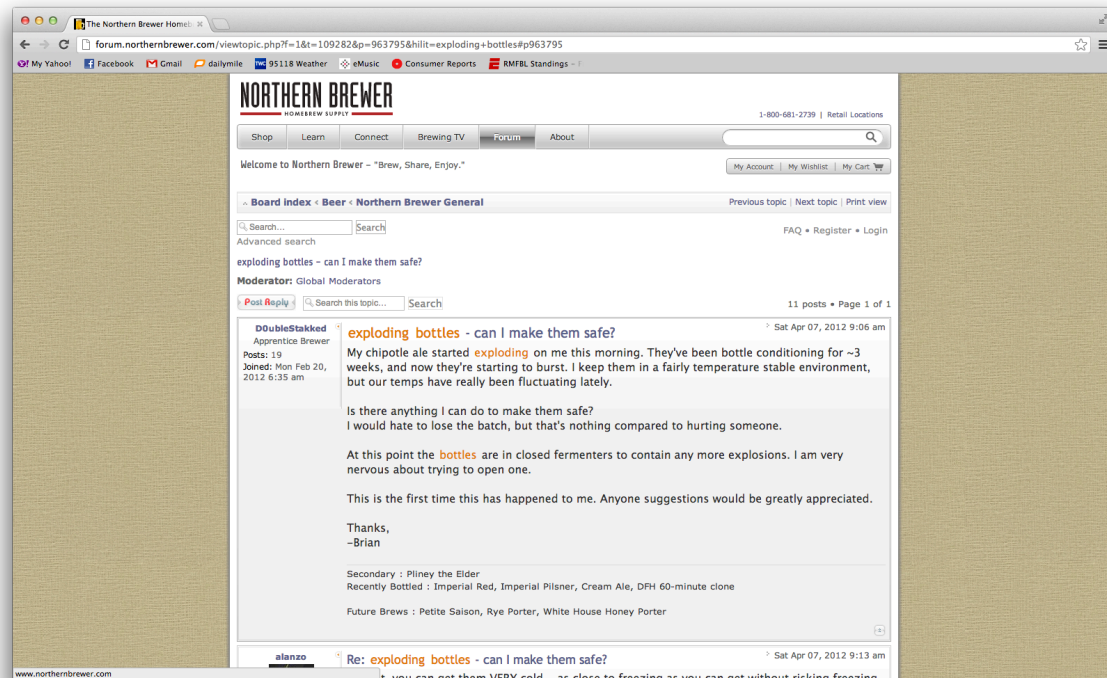 The Northern Brewer Homeb
forum.northernbrewer.com/viewtopic.php?f=1&t=109282&p=963795&hilit=exploding+bottles#p963795
My Yahoo! Facebook Gmail dailymile 95118 Weather eMusic Consumer Reports RMFBL Standings –
NORTHERN BREWER
HOMEBREW SUPPLY
1-800-681-2739 | Retail Locations
Shop Learn Connect Brewing TV Forum About
Welcome to Northern Brewer – "Brew, Share, Enjoy."
My Account | My Wishlist | My Cart
Board index ‹ Beer ‹ Northern Brewer General
Previous topic | Next topic | Print view
Search... Search
FAQ • Register • Login
Advanced search
exploding bottles - can I make them safe?
Moderator: Global Moderators
Post Reply Search this topic... Search
11 posts • Page 1 of 1
D0ubleStakked
Apprentice Brewer
Posts: 19
Joined: Mon Feb 20,
2012 6:35 am
Sat Apr 07, 2012 9:06 am
exploding bottles - can I make them safe?
My chipotle ale started exploding on me this morning. They've been bottle conditioning for ~3
weeks, and now they're starting to burst. I keep them in a fairly temperature stable environment,
but our temps have really been fluctuating lately.
Is there anything I can do to make them safe?
I would hate to lose the batch, but that's nothing compared to hurting someone.
At this point the bottles are in closed fermenters to contain any more explosions. I am very
nervous about trying to open one.
This is the first time this has happened to me. Anyone suggestions would be greatly appreciated.
Thanks,
–Brian
Secondary : Pliney the Elder
Recently Bottled : Imperial Red, Imperial Pilsner, Cream Ale, DFH 60-minute clone
Future Brews : Petite Saison, Rye Porter, White House Honey Porter
alanzo
Sat Apr 07, 2012 9:13 am
Re: exploding bottles - can I make them safe?
you can get them VERY cold - as close to freezing as you can get without risking freezing
www.northernbrewer.com